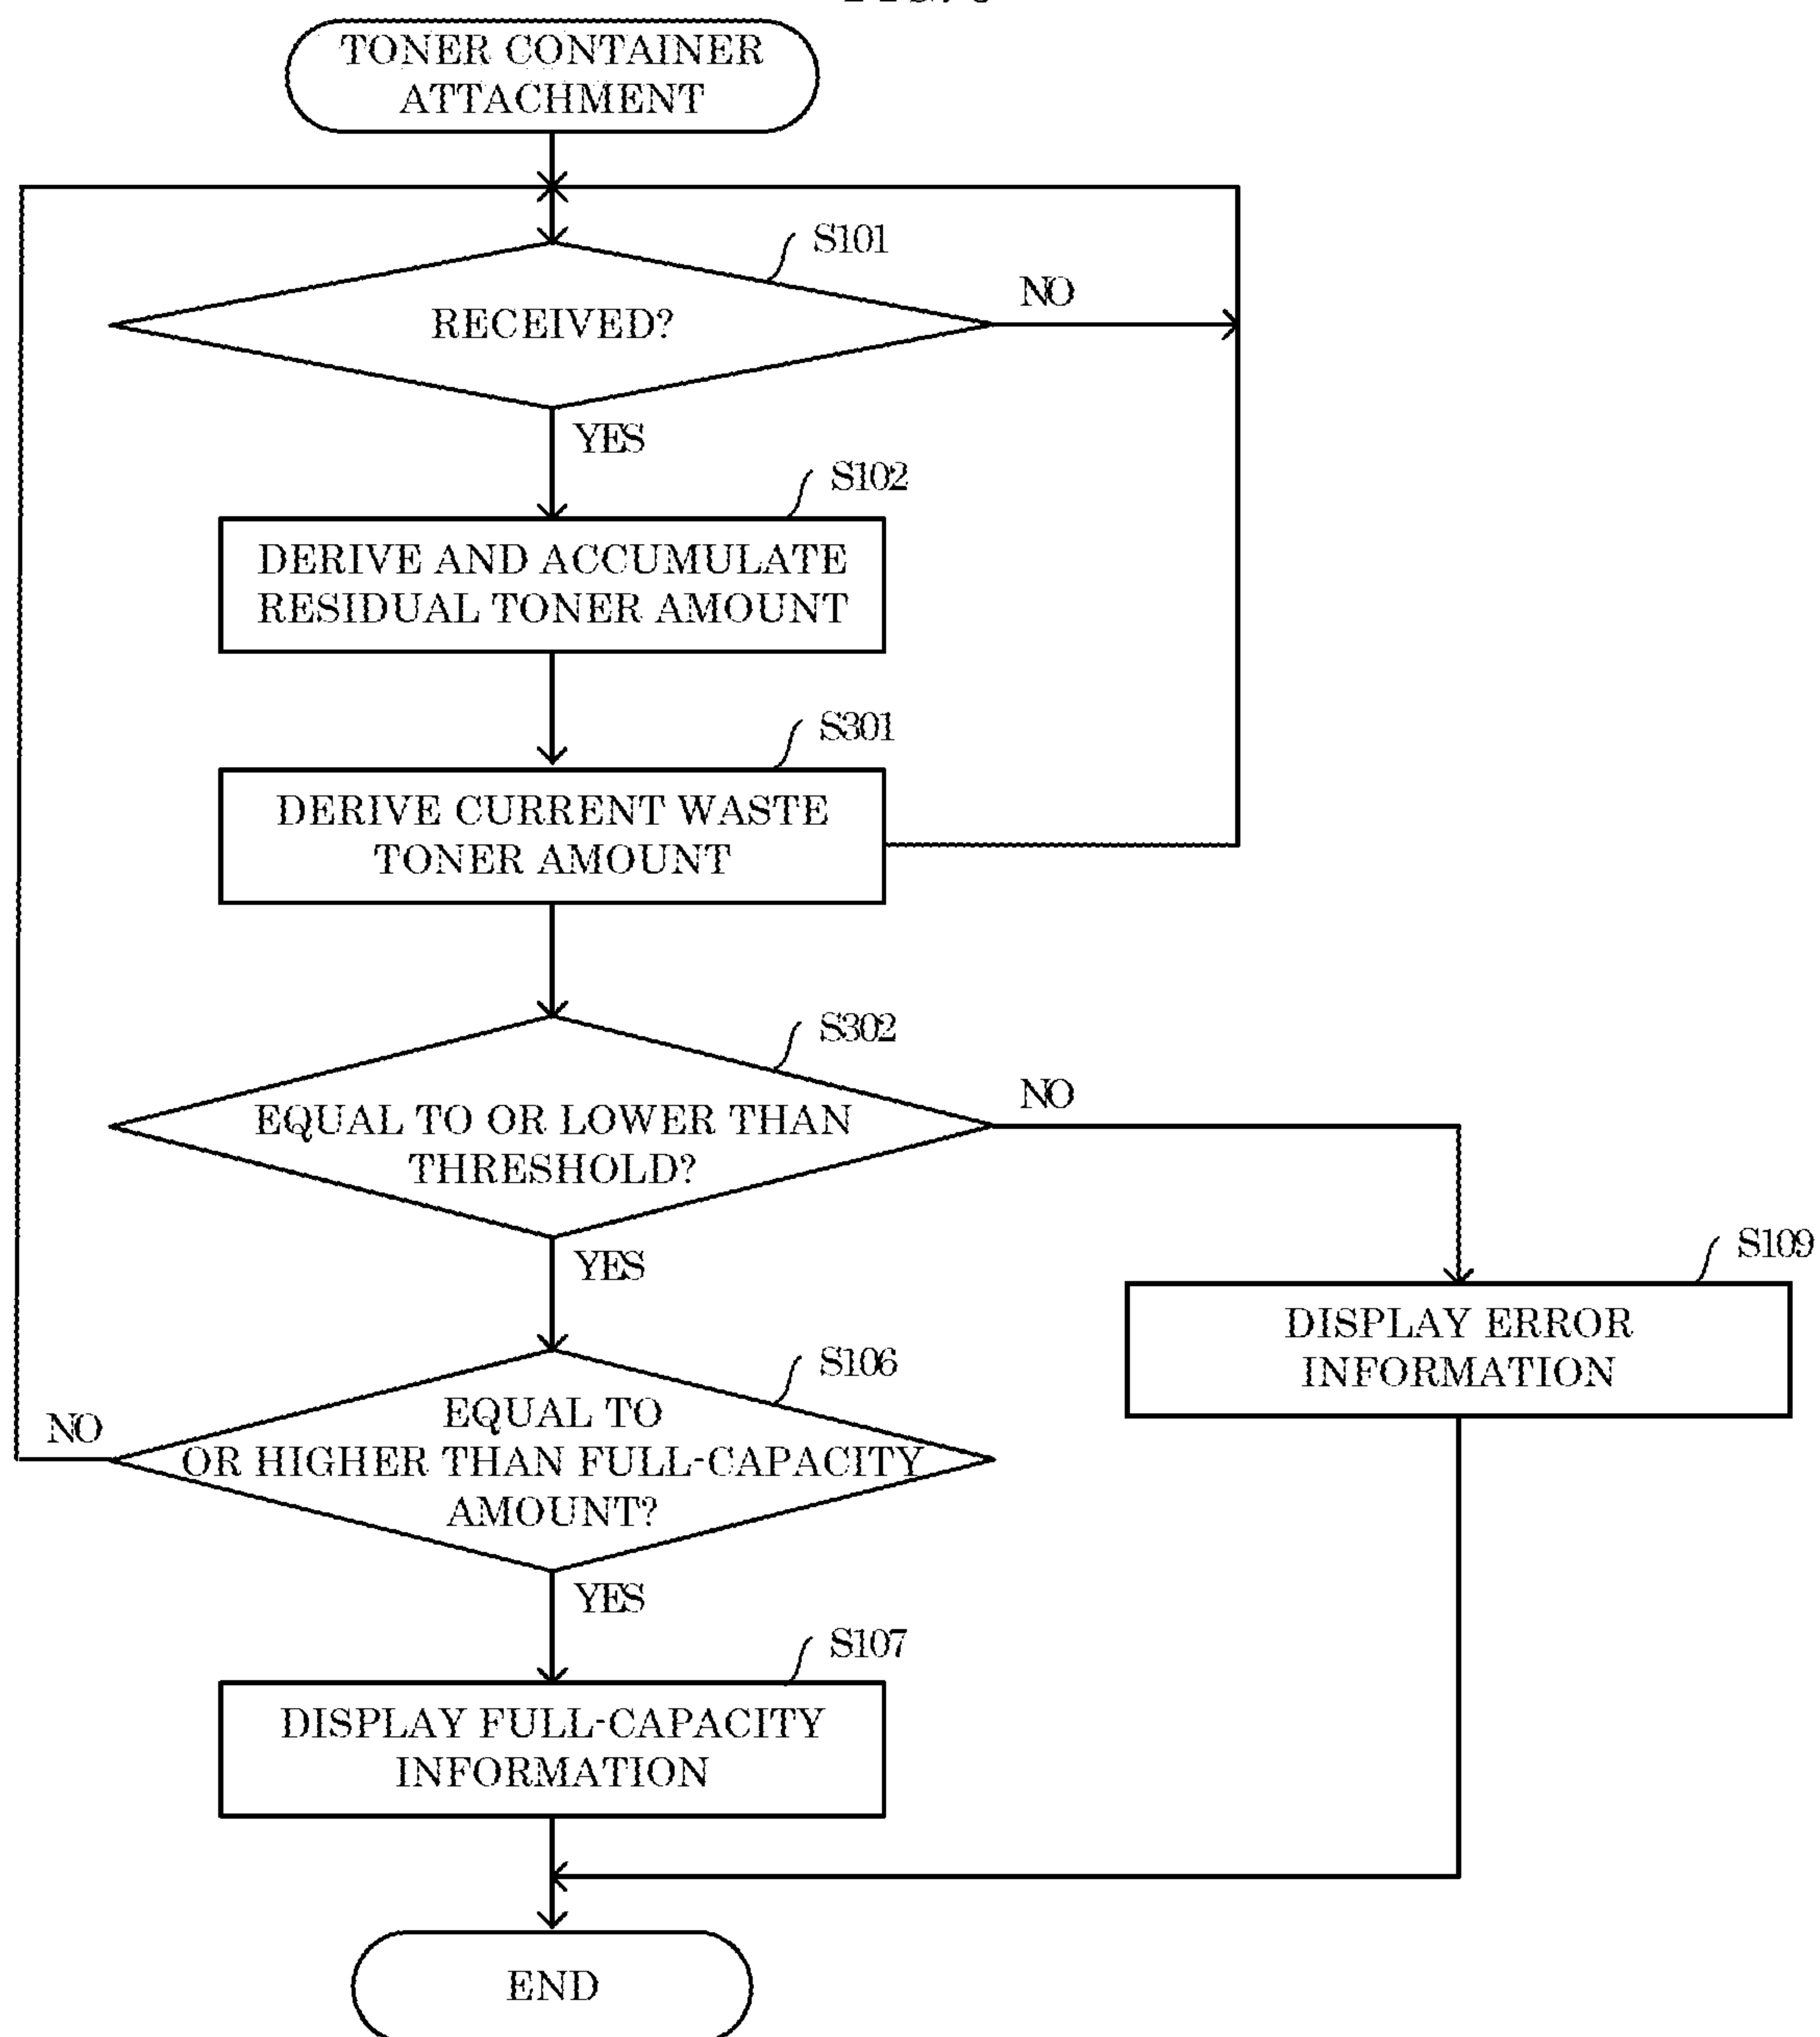 TONER CONTAINER
ATTACHMENT
S101
NO
RECEIVED?
YES
S102
DERIVE AND ACCUMULATE
RESIDUAL TONER AMOUNT
S301
DERIVE CURRENT WASTE
TONER AMOUNT
S302
NO
EQUAL TO OR LOWER THAN
THRESHOLD?
YES
S109
DISPLAY ERROR
INFORMATION
S106
NO
EQUAL TO
OR HIGHER THAN FULL-CAPACITY
AMOUNT?
YES
S107
DISPLAY FULL-CAPACITY
INFORMATION
END